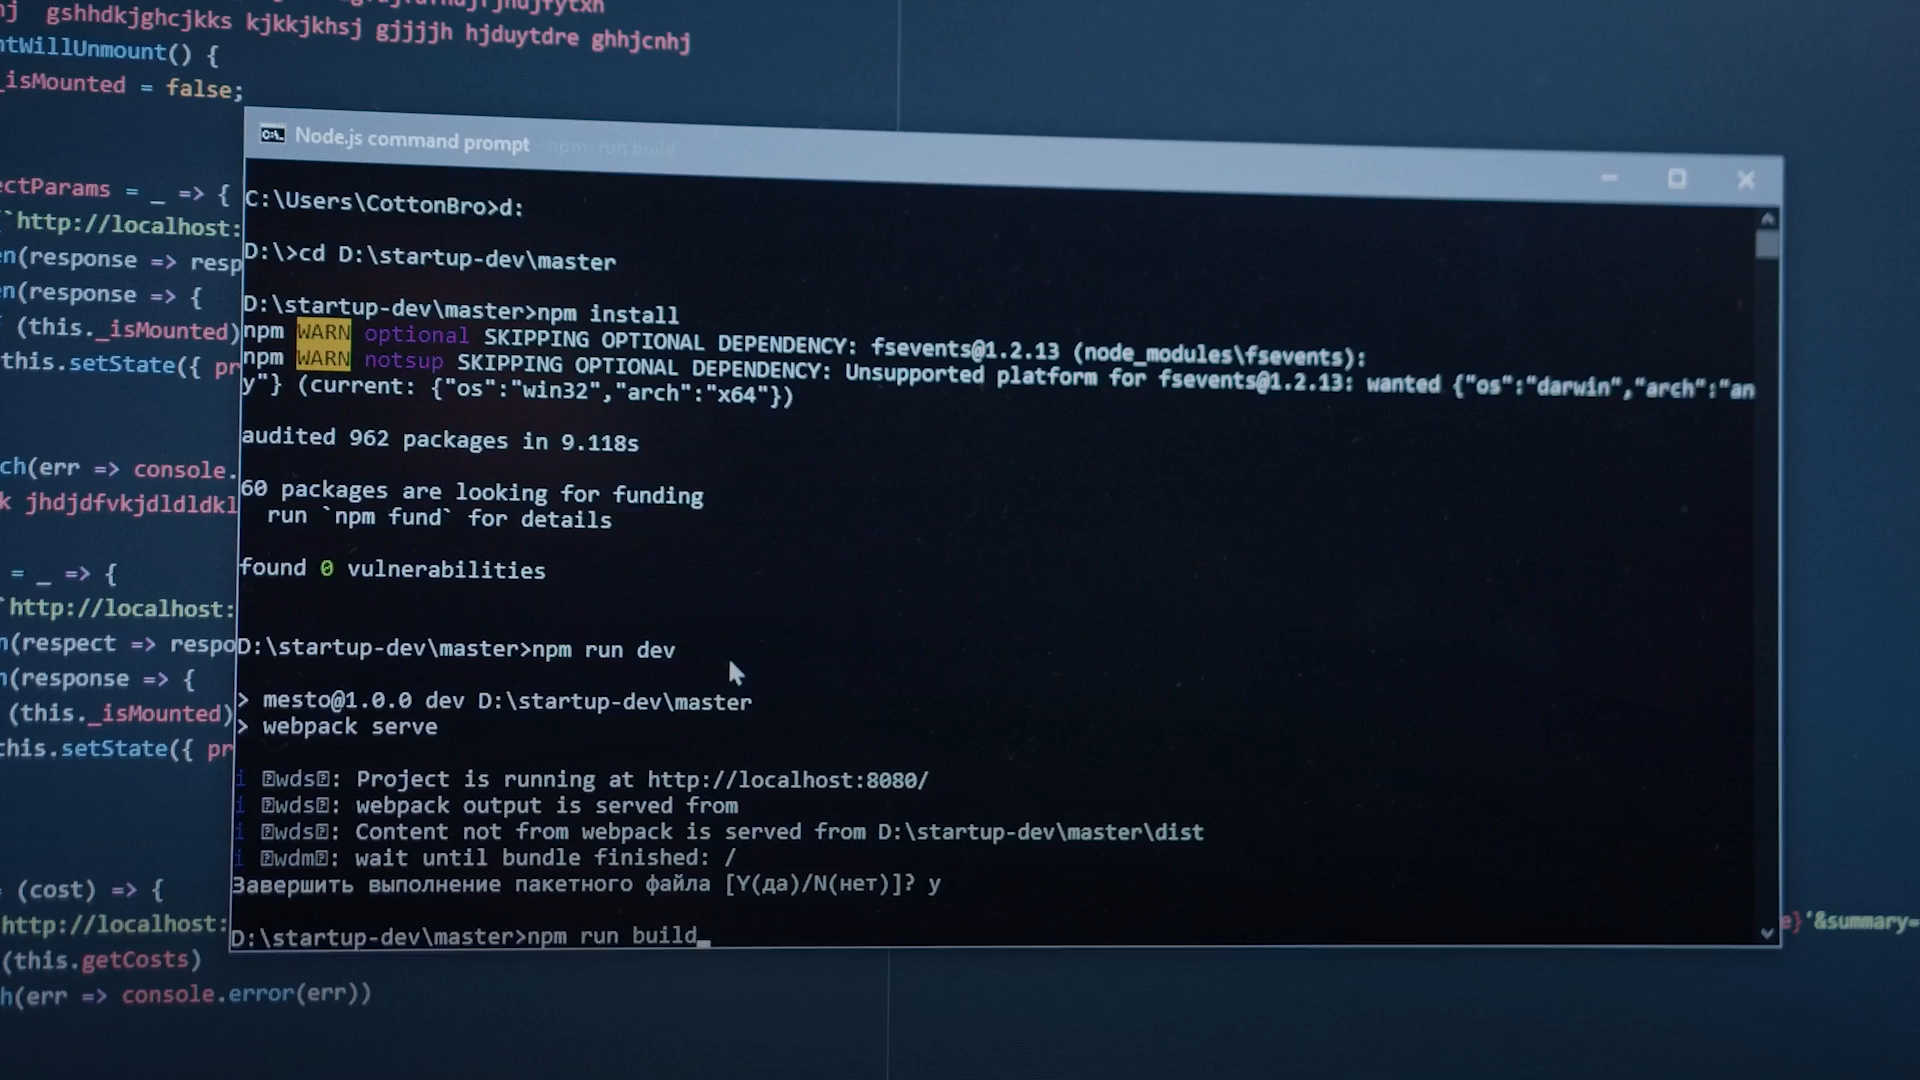 gshhdkjghcjkks kjkkjkhsj gjjjjh hjduytdre ghhjcnhj
ntWillUnmount() {
_isMounted = false;
Node.js command prompt - npm run build
ectParams = _ => {
`http://localhost:
en(response => resp
en(response => {
(this._isMounted)
this.setState({ pr
ch(err => console.
k jhdjdfvkjdldldkl
= _ => {
`http://localhost:
n(respect => respo
n(response => {
(this._isMounted)
this.setState({ pr
(cost) => {
http://localhost:
(this.getCosts)
h(err => console.error(err))
C:\Users\CottonBro>d:
D:\>cd D:\startup-dev\master
D:\startup-dev\master>npm install
npm WARN optional SKIPPING OPTIONAL DEPENDENCY: fsevents@1.2.13 (node_modules\fsevents):
npm WARN notsup SKIPPING OPTIONAL DEPENDENCY: Unsupported platform for fsevents@1.2.13: wanted {"os":"darwin","arch":"an
y"} (current: {"os":"win32","arch":"x64"})
audited 962 packages in 9.118s
60 packages are looking for funding
run `npm fund` for details
found 0 vulnerabilities
D:\startup-dev\master>npm run dev
> mesto@1.0.0 dev D:\startup-dev\master
> webpack serve
i wds: Project is running at http://localhost:8080/
i wds: webpack output is served from
i wds: Content not from webpack is served from D:\startup-dev\master\dist
i wdm: wait until bundle finished: /
Завершить выполнение пакетного файла [Y(да)/N(нет)]? y
D:\startup-dev\master>npm run build_
e}'&summary=